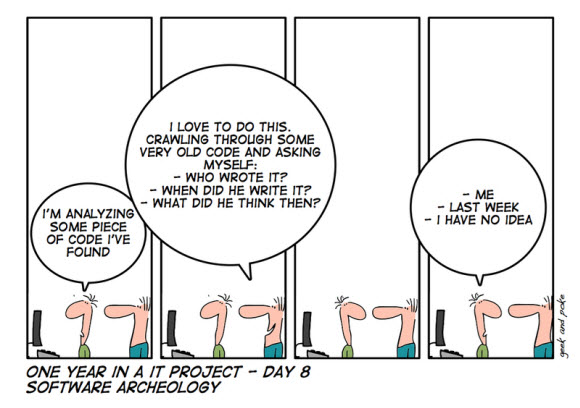 I'M ANALYZING
SOME PIECE
OF CODE I'VE
FOUND
I LOVE TO DO THIS.
CRAWLING THROUGH SOME
VERY OLD CODE AND ASKING
MYSELF:
- WHO WROTE IT?
- WHEN DID HE WRITE IT?
- WHAT DID HE THINK THEN?
- ME
- LAST WEEK
- I HAVE NO IDEA
geek and poke
ONE YEAR IN A IT PROJECT - DAY 8
SOFTWARE ARCHEOLOGY